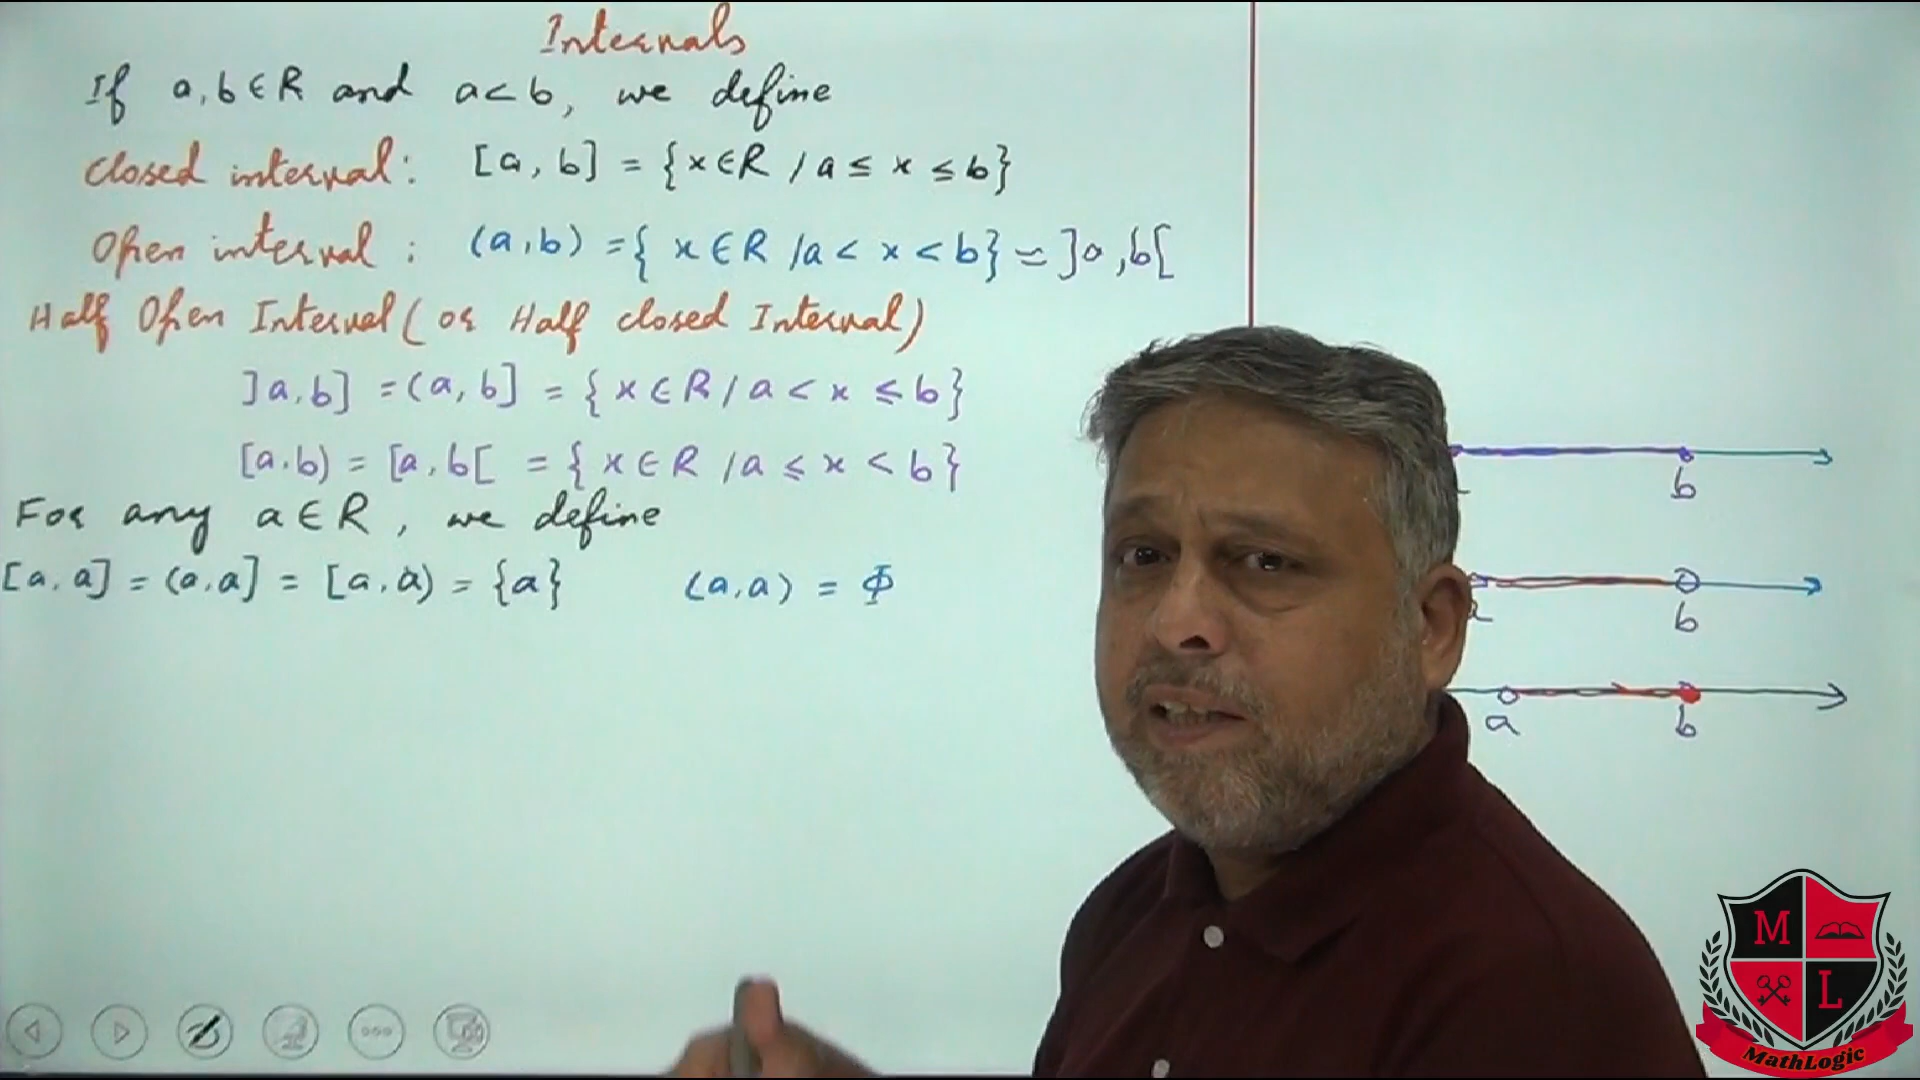 Intervals
If a,b∈R and a<b, we define
Closed interval: [a, b] = {x∈R / a ≤ x ≤ b}
Open interval : (a,b) = { x∈R /a < x < b} = ]a,b[
Half Open Interval (or Half closed Interval)
]a,b] = (a, b] = { x∈R / a < x ≤ b}
[a.b) = [a,b[ = { x∈R /a ≤ x < b}
For any a∈R, we define
[a,a] = (a,a] = [a,a) = {a} (a,a) = Φ
b
b
a b
M
L
MathLogic